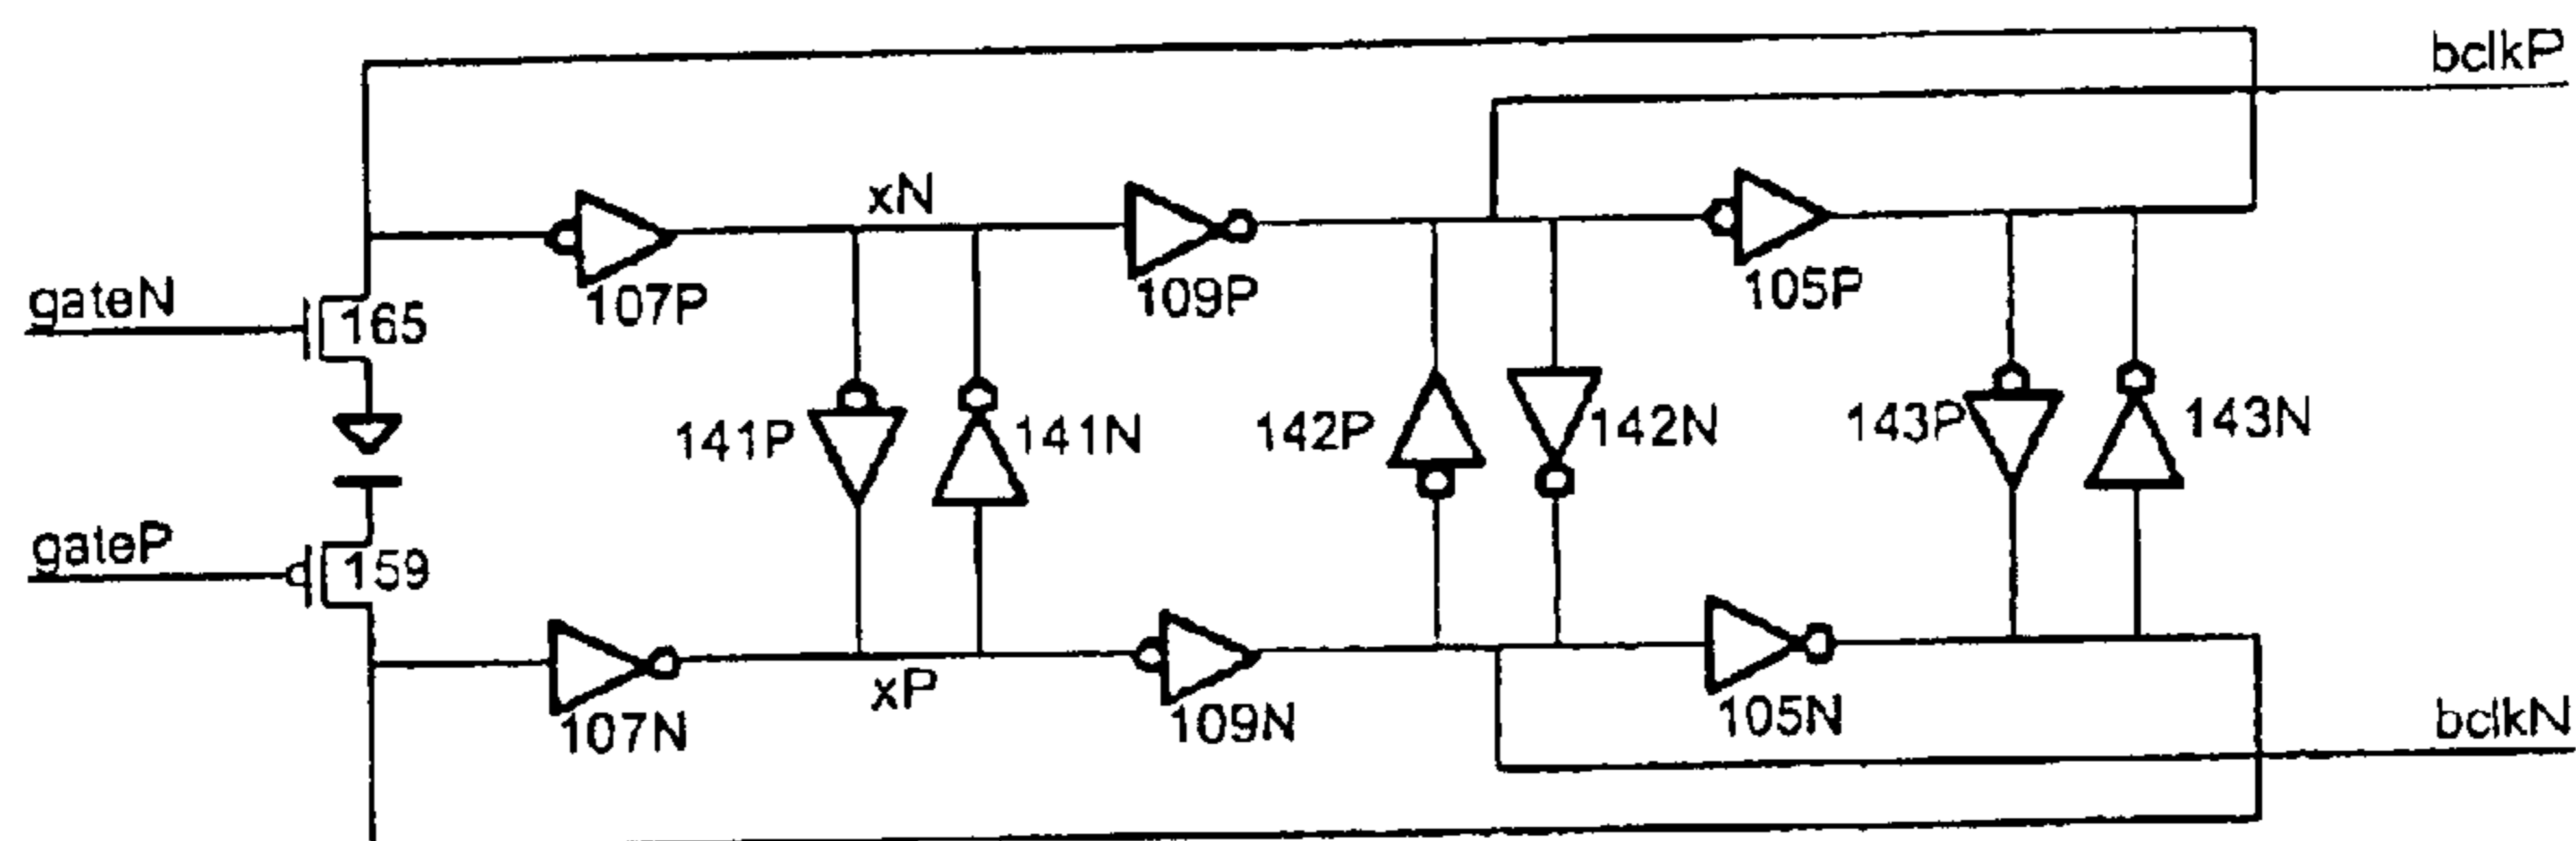 bclkP
xN
gateN
165
107P
109P
105P
141P
141N
142P
142N
143P
143N
gateP
159
107N
xP
109N
105N
bclkN